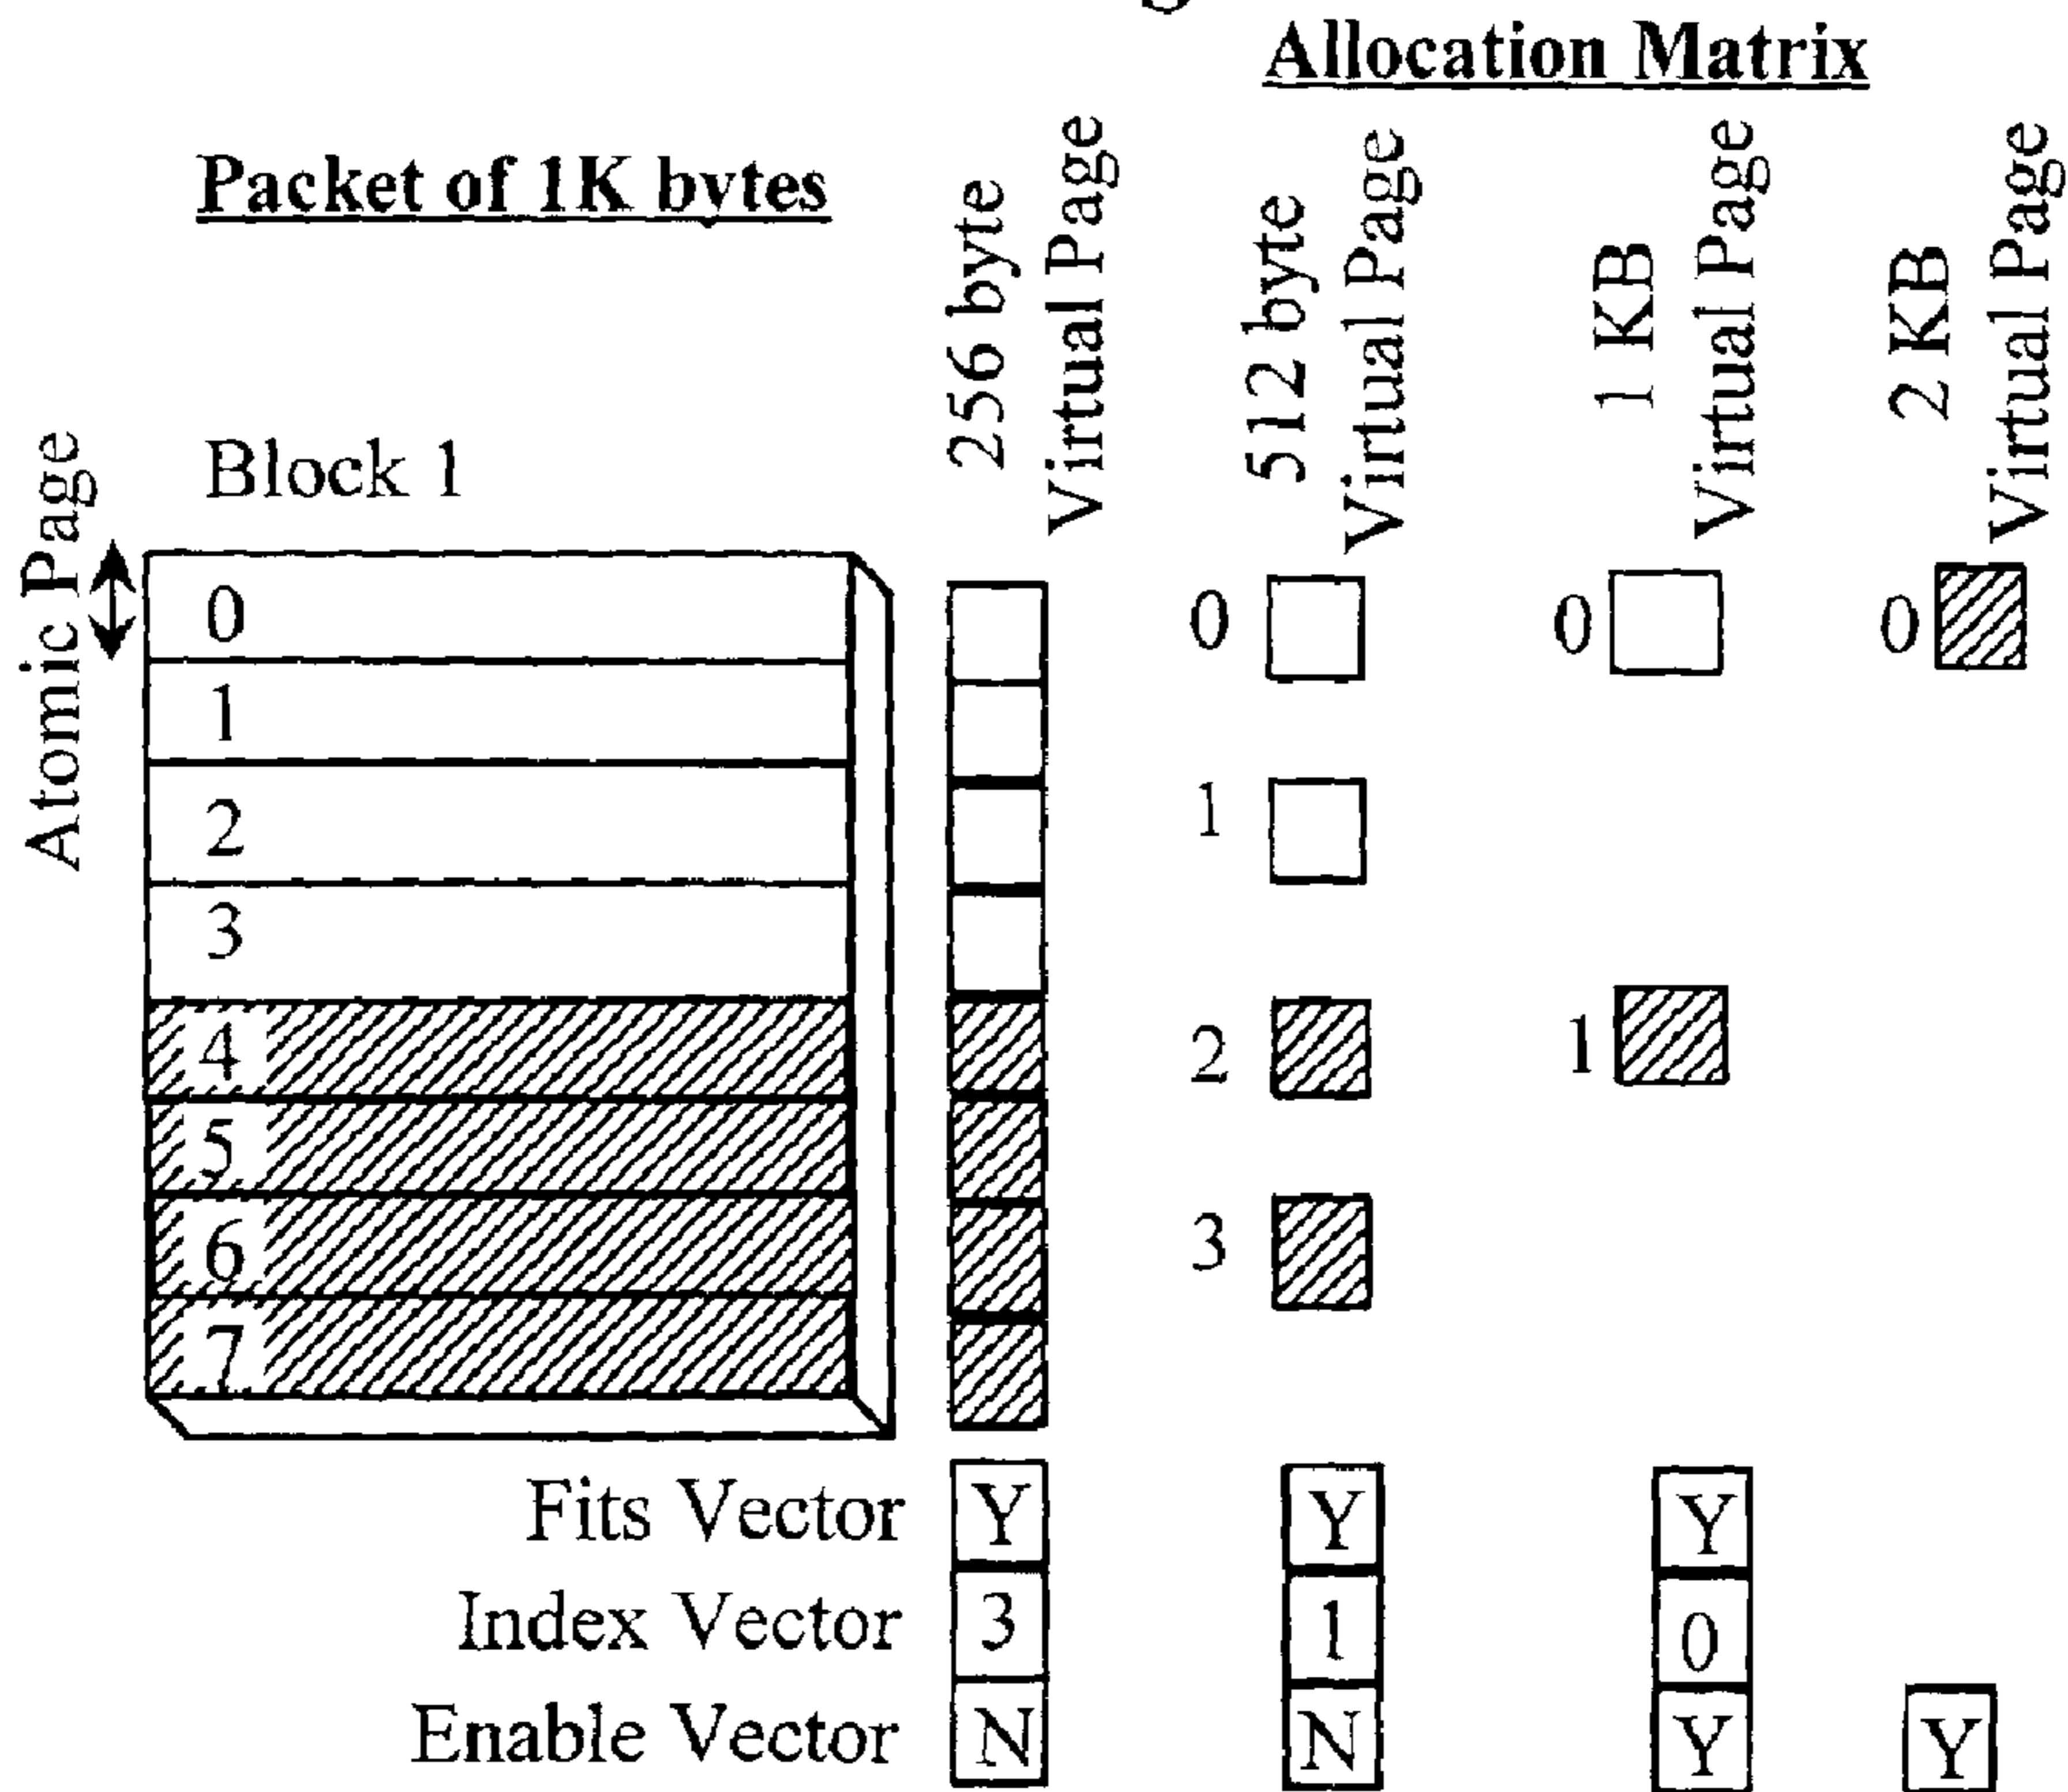 Allocation Matrix
Packet of 1K bytes
256 byte
Virtual Page
512 byte
Virtual Page
1 KB
Virtual Page
2 KB
Virtual Page
Atomic Page
Block 1
0
1
2
3
4
5
6
7
0
1
2
3
0
1
0
Fits Vector Y Y Y
Index Vector 3 1 0
Enable Vector N N Y Y